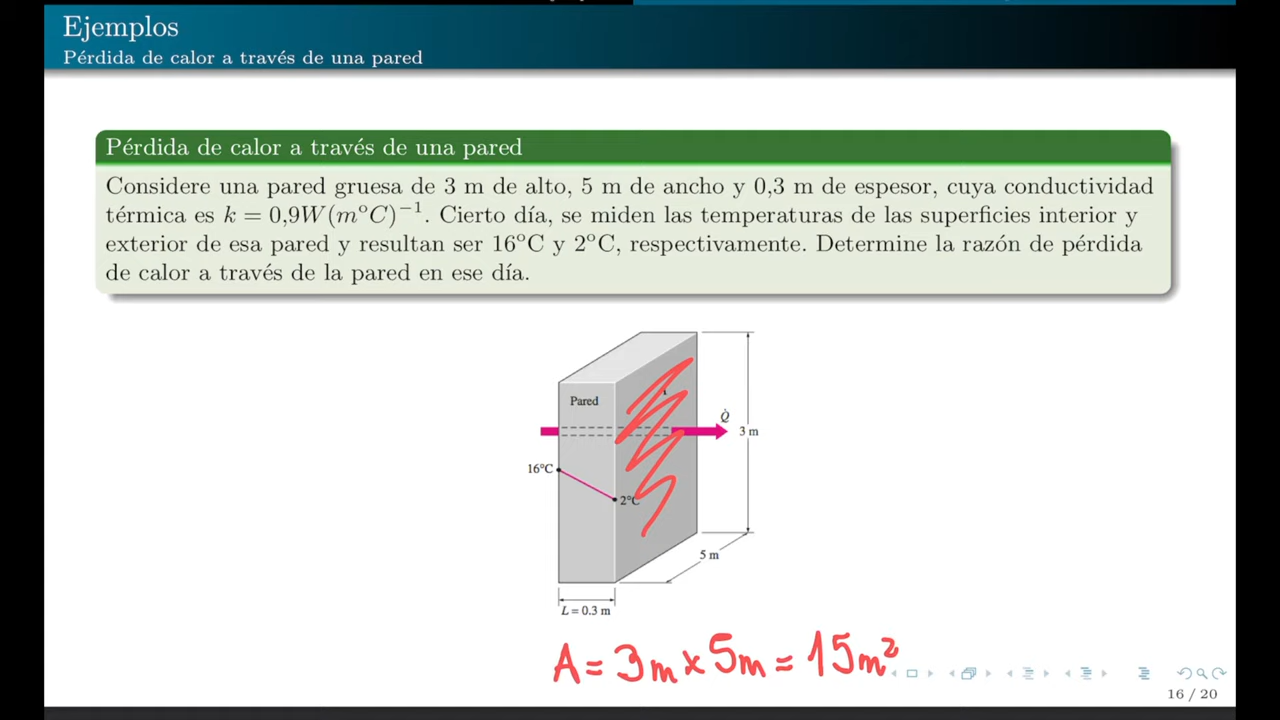 Ejemplos
Pérdida de calor a través de una pared
Pérdida de calor a través de una pared
Considere una pared gruesa de 3 m de alto, 5 m de ancho y 0,3 m de espesor, cuya conductividad
térmica es k = 0,9W(m°C)⁻¹. Cierto día, se miden las temperaturas de las superficies interior y
exterior de esa pared y resultan ser 16°C y 2°C, respectivamente. Determine la razón de pérdida
de calor a través de la pared en ese día.
Pared
Q̇
3 m
16°C
2°C
5 m
L = 0.3 m
A = 3m x 5m = 15m²
16 / 20